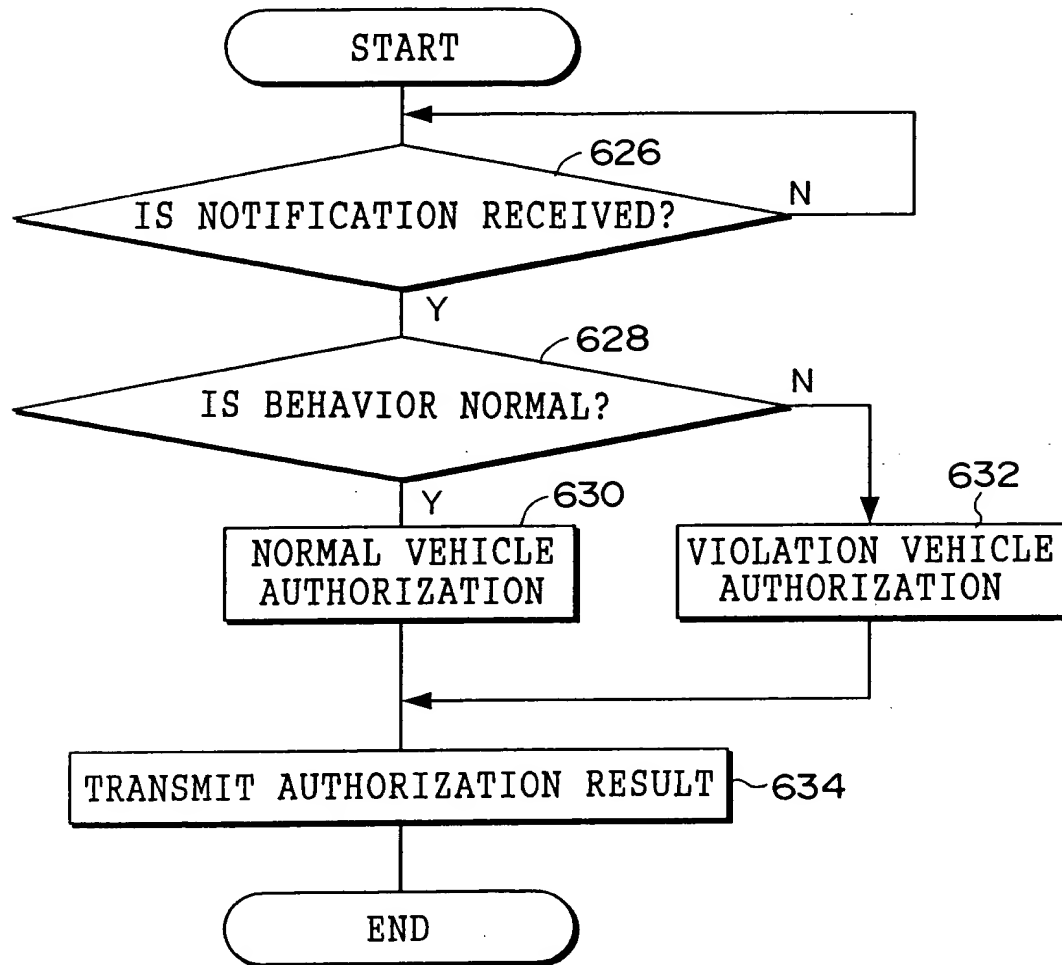 START
626
IS NOTIFICATION RECEIVED?
N
Y
628
IS BEHAVIOR NORMAL?
N
Y
630
NORMAL VEHICLE
AUTHORIZATION
632
VIOLATION VEHICLE
AUTHORIZATION
TRANSMIT AUTHORIZATION RESULT
634
END